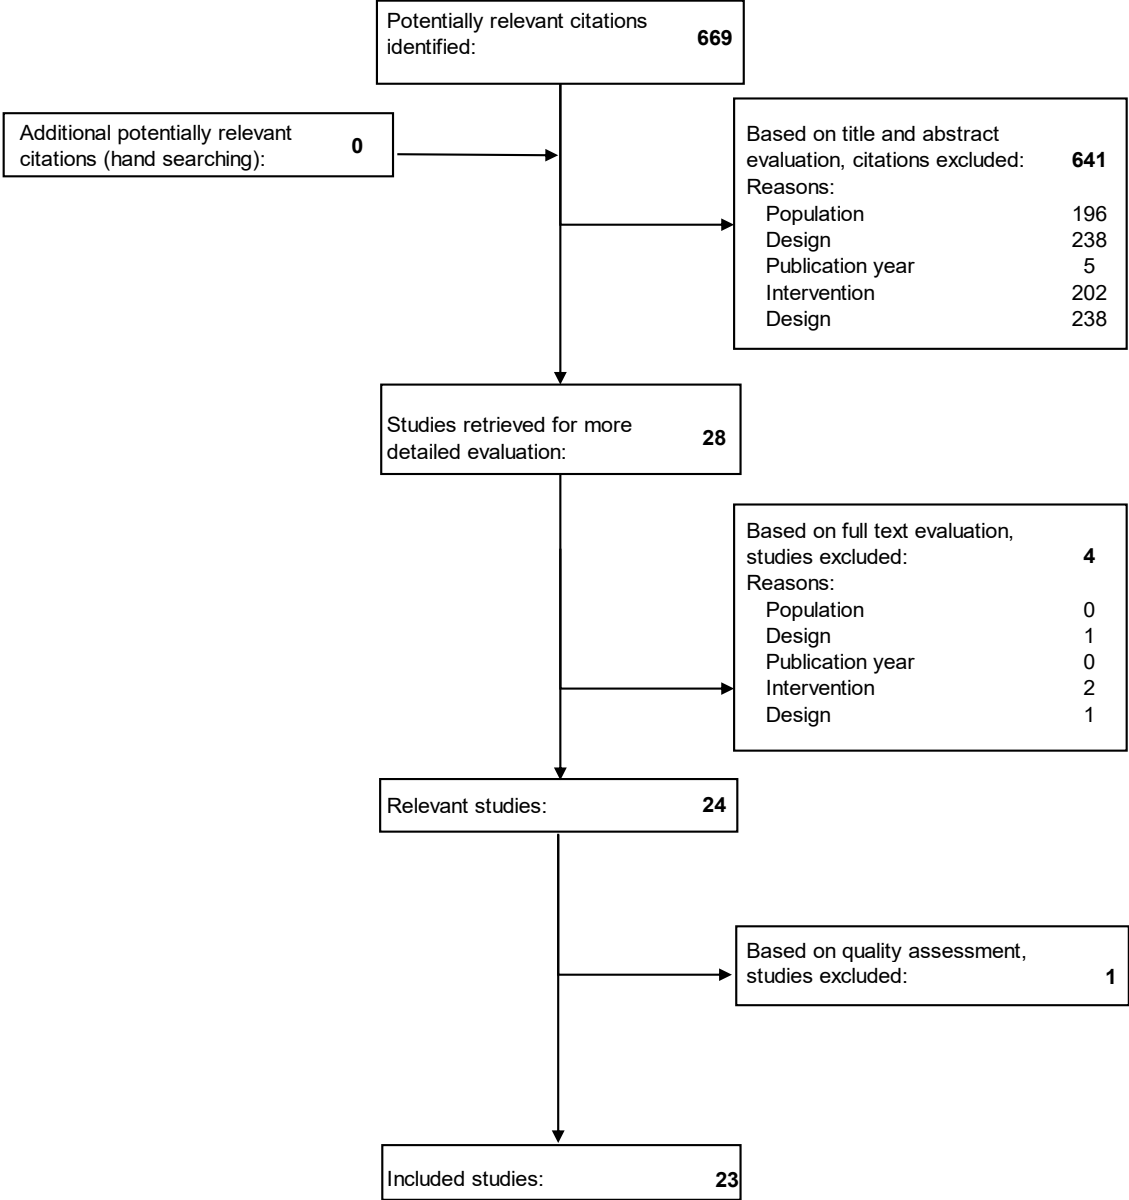 Potentially relevant citations
identified: 669
Additional potentially relevant
citations (hand searching): 0
Based on title and abstract
evaluation, citations excluded: 641
Reasons:
Population 196
Design 238
Publication year 5
Intervention 202
Design 238
Studies retrieved for more
detailed evaluation: 28
Based on full text evaluation,
studies excluded: 4
Reasons:
Population 0
Design 1
Publication year 0
Intervention 2
Design 1
Relevant studies: 24
Based on quality assessment,
studies excluded: 1
Included studies: 23